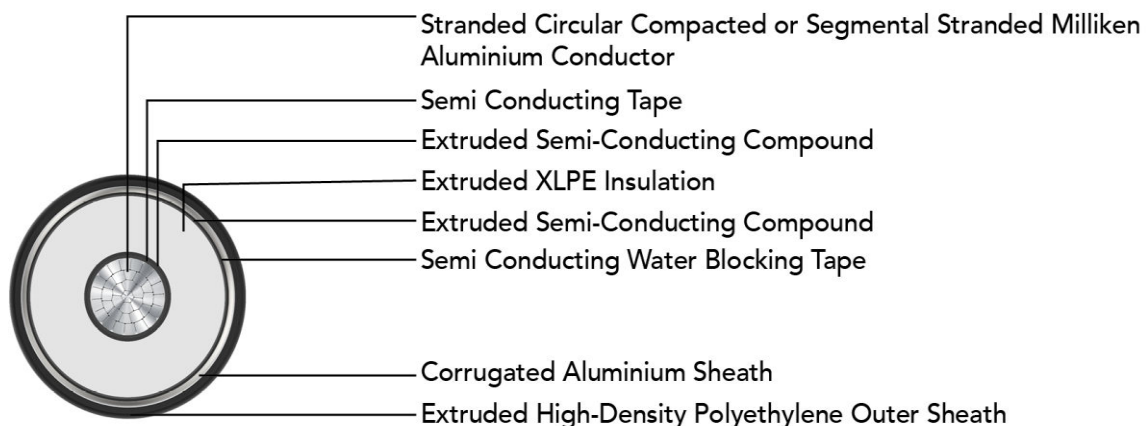 Stranded Circular Compacted or Segmental Stranded Milliken
Aluminium Conductor
Semi Conducting Tape
Extruded Semi-Conducting Compound
Extruded XLPE Insulation
Extruded Semi-Conducting Compound
Semi Conducting Water Blocking Tape
Corrugated Aluminium Sheath
Extruded High-Density Polyethylene Outer Sheath